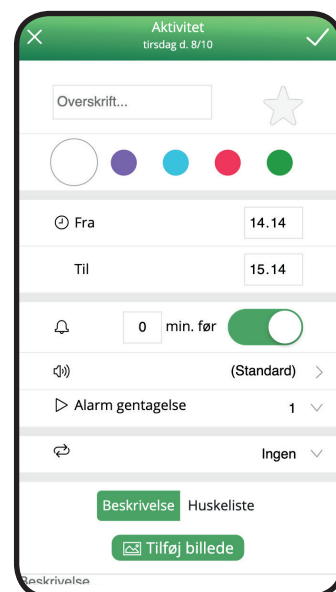 Aktivitet
tirsdag d. 8/10
Overskrift...
Fra 14.14
Til 15.14
0 min. før
(Standard)
Alarm gentagelse 1
Ingen
Beskrivelse Huskeliste
Tilføj billede
Beskrivelse